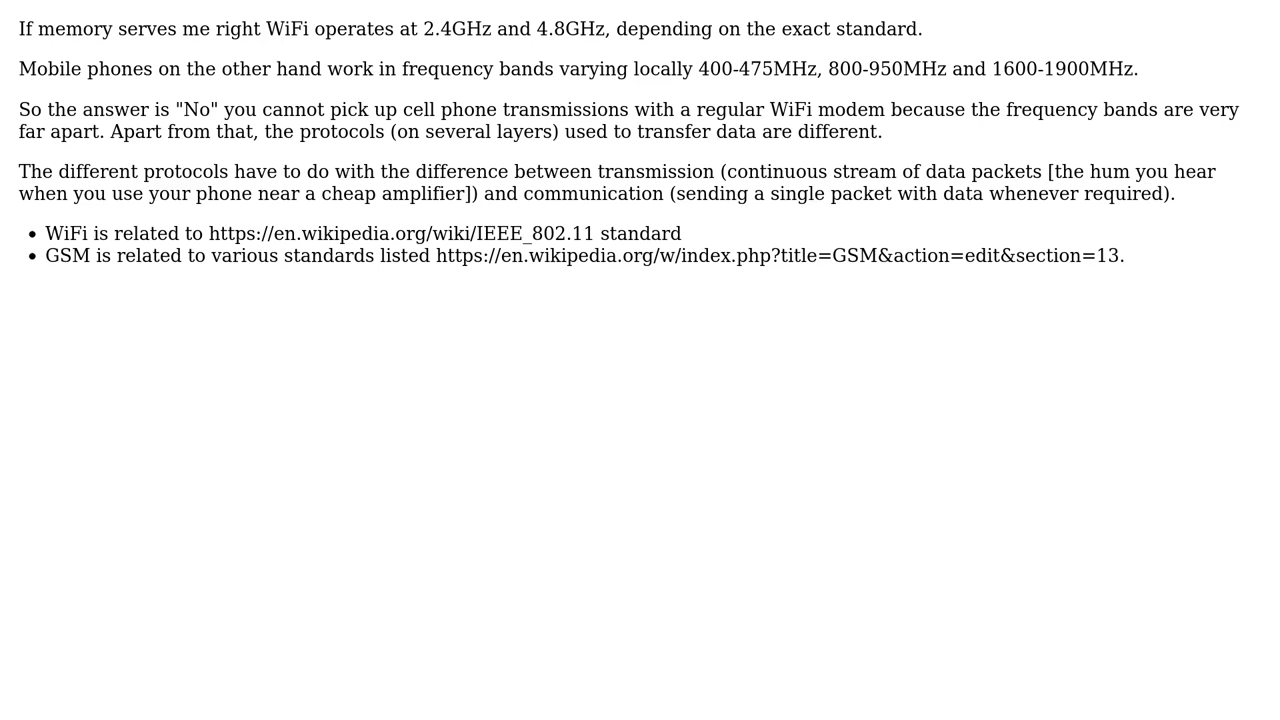 If memory serves me right WiFi operates at 2.4GHz and 4.8GHz, depending on the exact standard.
Mobile phones on the other hand work in frequency bands varying locally 400-475MHz, 800-950MHz and 1600-1900MHz.
So the answer is "No" you cannot pick up cell phone transmissions with a regular WiFi modem because the frequency bands are very
far apart. Apart from that, the protocols (on several layers) used to transfer data are different.
The different protocols have to do with the difference between transmission (continuous stream of data packets [the hum you hear
when you use your phone near a cheap amplifier]) and communication (sending a single packet with data whenever required).
• WiFi is related to https://en.wikipedia.org/wiki/IEEE_802.11 standard
• GSM is related to various standards listed https://en.wikipedia.org/w/index.php?title=GSM&action=edit&section=13.